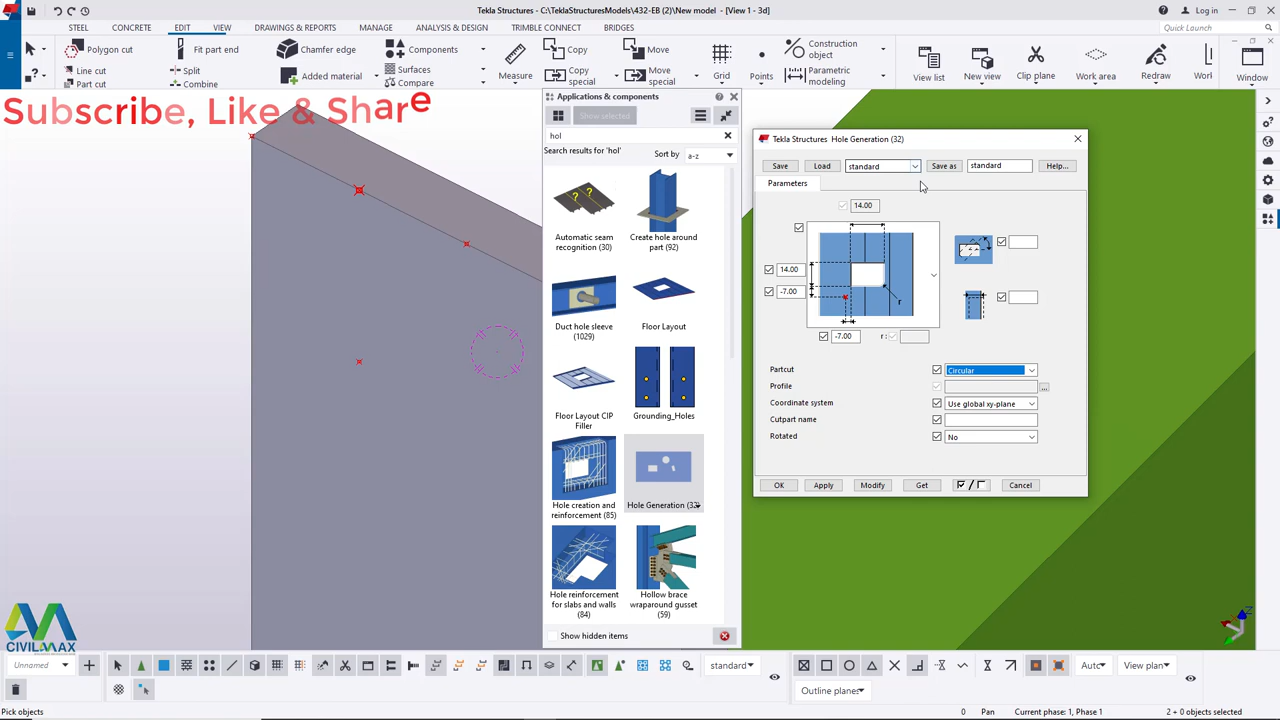 Tekla Structures - C:\TeklaStructuresModels\432-EB (2)\New model - [View 1 - 3d]
Log in
STEEL CONCRETE EDIT VIEW DRAWINGS & REPORTS MANAGE ANALYSIS & DESIGN TRIMBLE CONNECT BRIDGES
Quick Launch
Polygon cut
Fit part end
Chamfer edge
Components
Copy
Move
Construction object
Line cut
Split
Added material
Surfaces
Measure
Copy special
Move special
Grid
Points
Parametric modeling
View list
New view
Clip plane
Work area
Redraw
Work
Window
Part cut
Combine
Compare
Subscribe, Like & Share
Applications & components
Show selected
hol
Search results for 'hol'
Sort by
a-z
Automatic seam recognition (30)
Create hole around part (92)
Duct hole sleeve (1029)
Floor Layout
Floor Layout CIP Filler
Grounding_Holes
Hole creation and reinforcement (85)
Hole Generation (32)
Hole reinforcement for slabs and walls (84)
Hollow brace wraparound gusset (59)
Show hidden items
Tekla Structures Hole Generation (32)
Save
Load
standard
Save as
standard
Help...
Parameters
14.00
14.00
-7.00
r
-7.00
r :
Partcut
Circular
Profile
...
Coordinate system
Use global xy-plane
Cutpart name
Rotated
No
OK
Apply
Modify
Get
Cancel
CIVILMAX
Unnamed
standard
Auto
View plan
Outline planes
Pick objects
0
Pan
Current phase: 1, Phase 1
2 + 0 objects selected